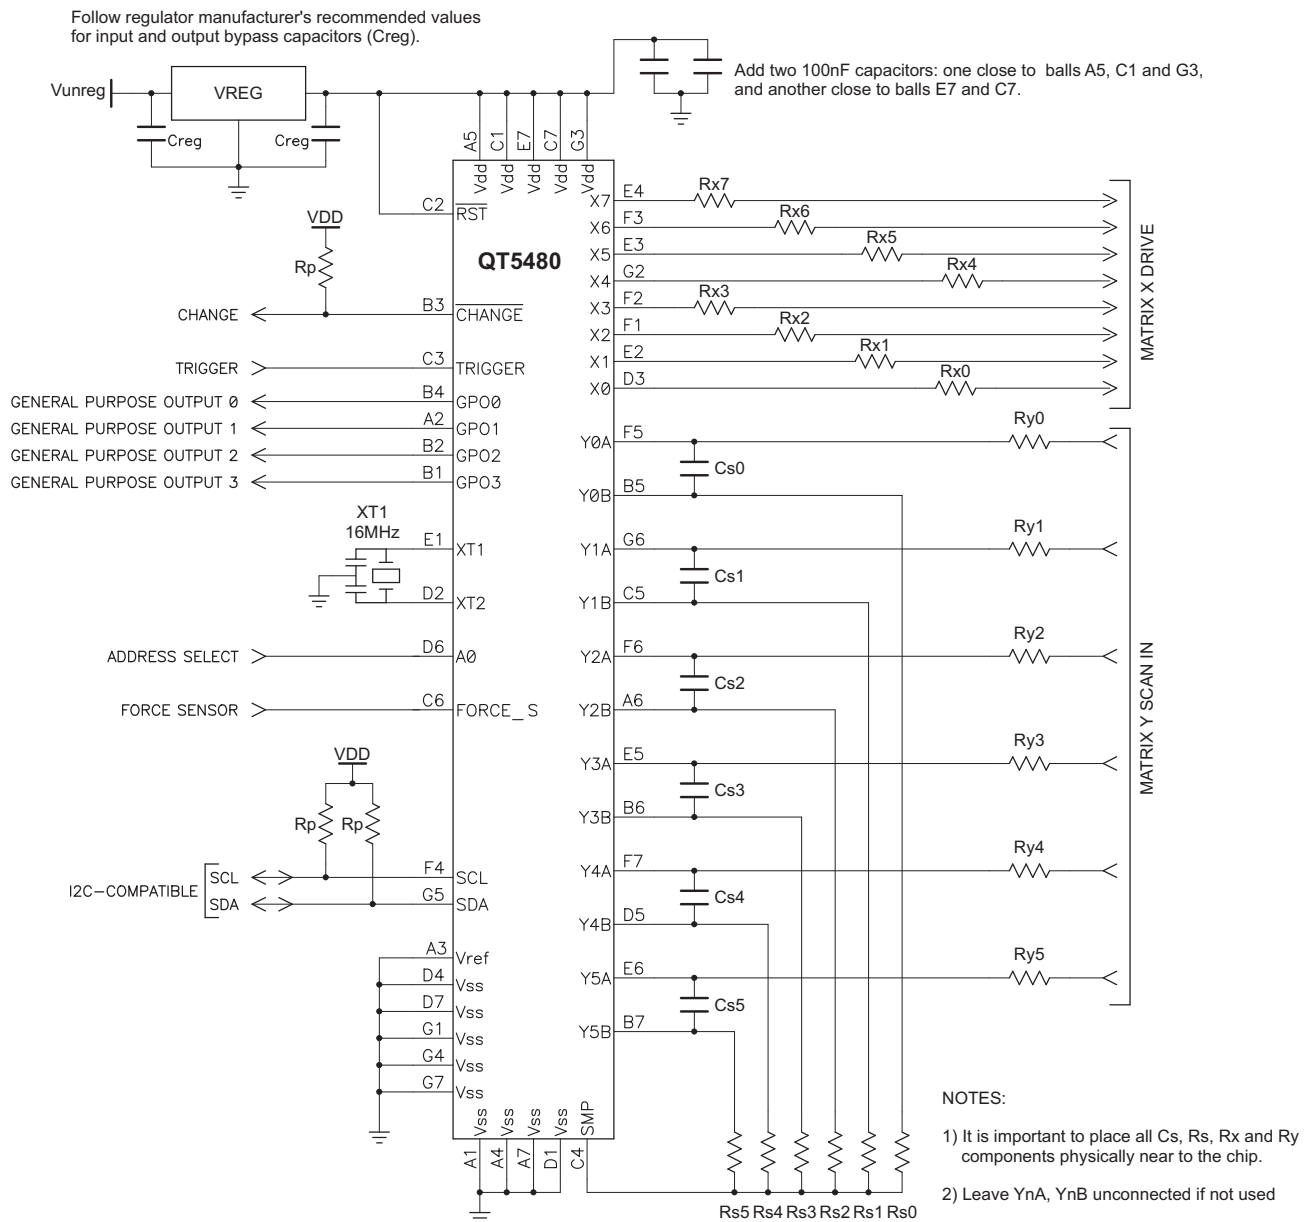 Follow regulator manufacturer's recommended values
for input and output bypass capacitors (Creg).
Vunreg
VREG
Creg
Creg
Add two 100nF capacitors: one close to balls A5, C1 and G3,
and another close to balls E7 and C7.
A5 C1 E7 C7 G3
Vdd Vdd Vdd Vdd Vdd
QT5480
C2 RST
VDD
Rp
CHANGE B3 CHANGE
TRIGGER C3 TRIGGER
GENERAL PURPOSE OUTPUT 0 B4 GPO0
GENERAL PURPOSE OUTPUT 1 A2 GPO1
GENERAL PURPOSE OUTPUT 2 B2 GPO2
GENERAL PURPOSE OUTPUT 3 B1 GPO3
XT1
16MHz
E1 XT1
D2 XT2
ADDRESS SELECT D6 A0
FORCE SENSOR C6 FORCE_S
VDD
Rp Rp
I2C-COMPATIBLE
SCL F4 SCL
SDA G5 SDA
A3 Vref
D4 Vss
D7 Vss
G1 Vss
G4 Vss
G7 Vss
Vss Vss Vss Vss SMP
A1 A4 A7 D1 C4
X7 E4 Rx7
X6 F3 Rx6
X5 E3 Rx5
X4 G2 Rx4
X3 F2 Rx3
X2 F1 Rx2
X1 E2 Rx1
X0 D3 Rx0
MATRIX X DRIVE
Y0A F5 Ry0
Cs0
Y0B B5
Y1A G6 Ry1
Cs1
Y1B C5
Y2A F6 Ry2
Cs2
Y2B A6
Y3A E5 Ry3
Cs3
Y3B B6
Y4A F7 Ry4
Cs4
Y4B D5
Y5A E6 Ry5
Cs5
Y5B B7
MATRIX Y SCAN IN
Rs5 Rs4 Rs3 Rs2 Rs1 Rs0
NOTES:
1) It is important to place all Cs, Rs, Rx and Ry
components physically near to the chip.
2) Leave YnA, YnB unconnected if not used